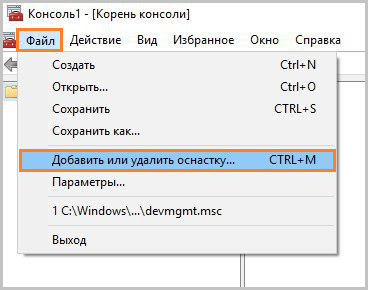 Консоль1 - [Корень консоли]
Файл Действие Вид Избранное Окно Справка
Создать Ctrl+N
Открыть... Ctrl+O
Сохранить CTRL+S
Сохранить как...
Добавить или удалить оснастку... CTRL+M
Параметры...
1 C:\Windows\...\devmgmt.msc
Выход